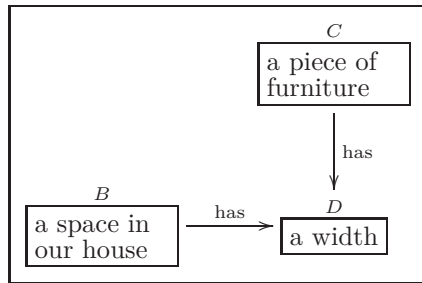 C
a piece of
furniture
has
B
a space in
our house
has
D
a width